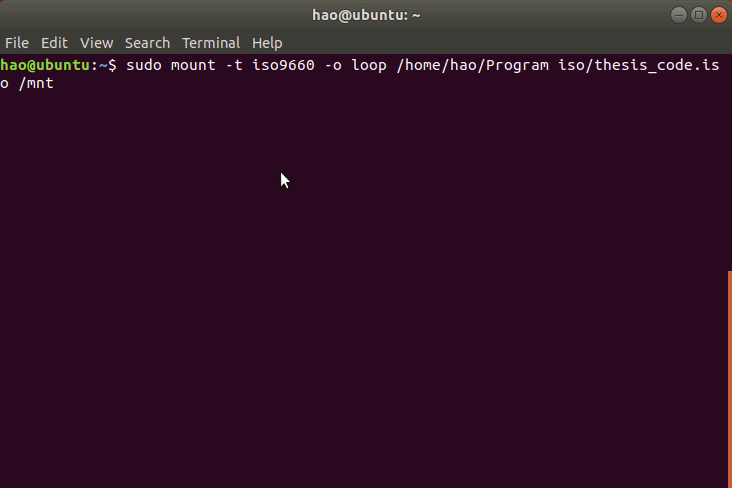 hao@ubuntu: ~
File Edit View Search Terminal Help
hao@ubuntu:~$ sudo mount -t iso9660 -o loop /home/hao/Program iso/thesis_code.is
o /mnt